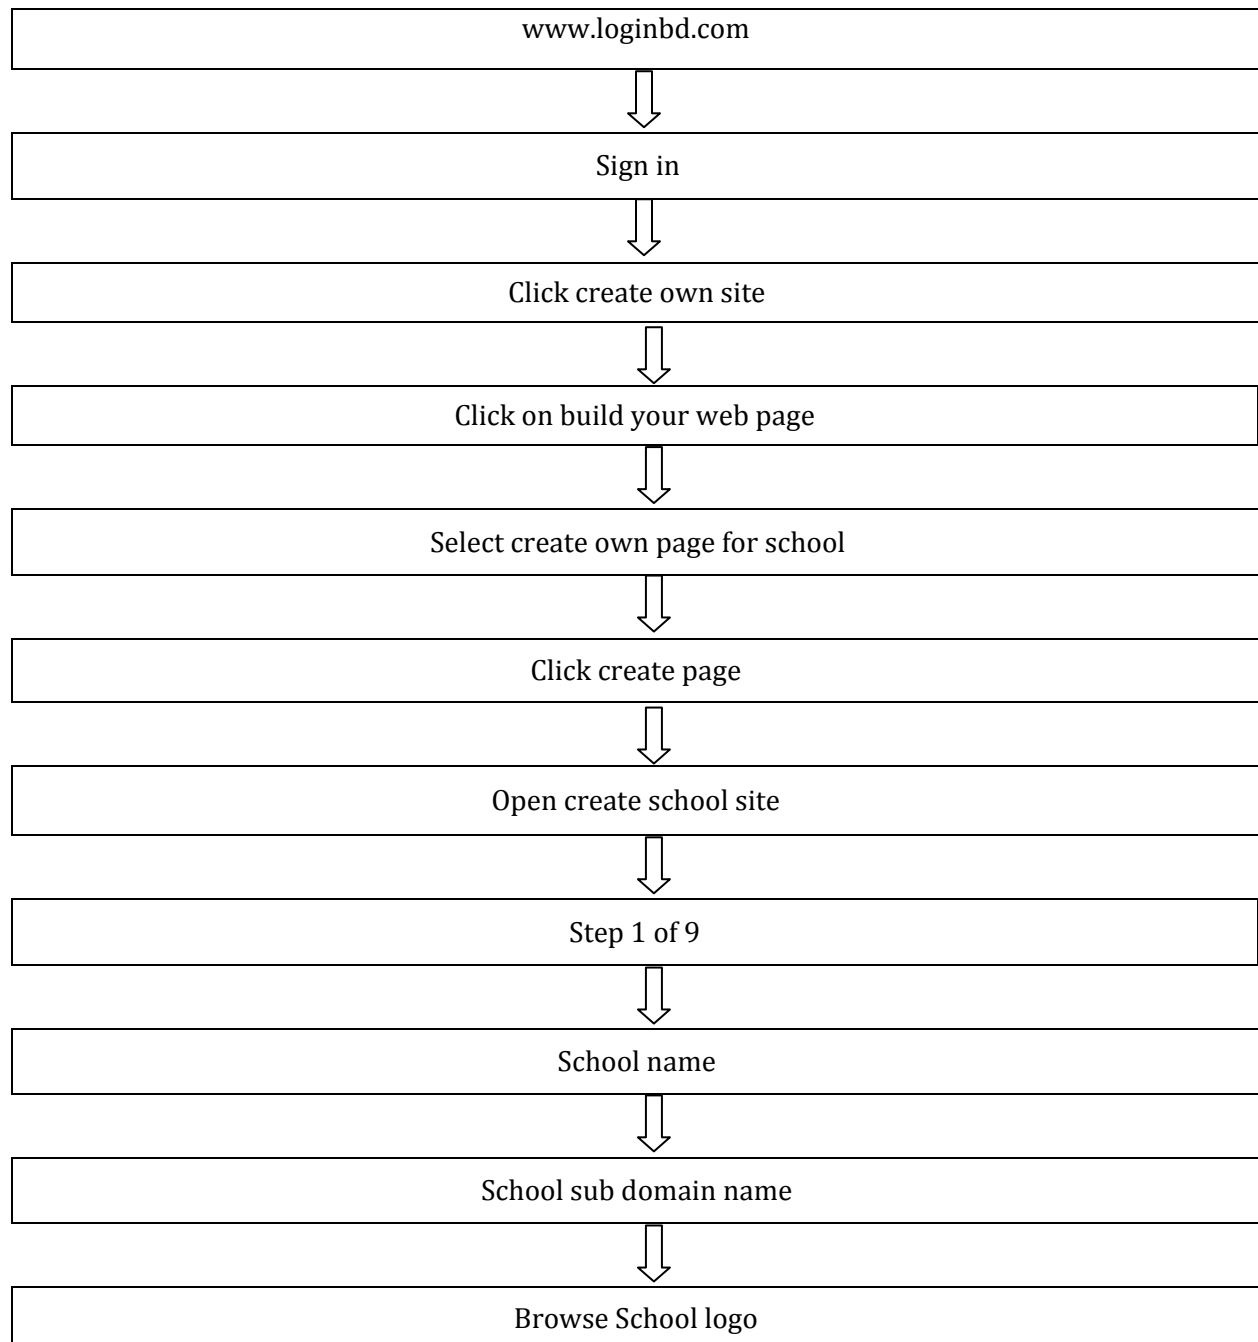 www.loginbd.com
Sign in
Click create own site
Click on build your web page
Select create own page for school
Click create page
Open create school site
Step 1 of 9
School name
School sub domain name
Browse School logo